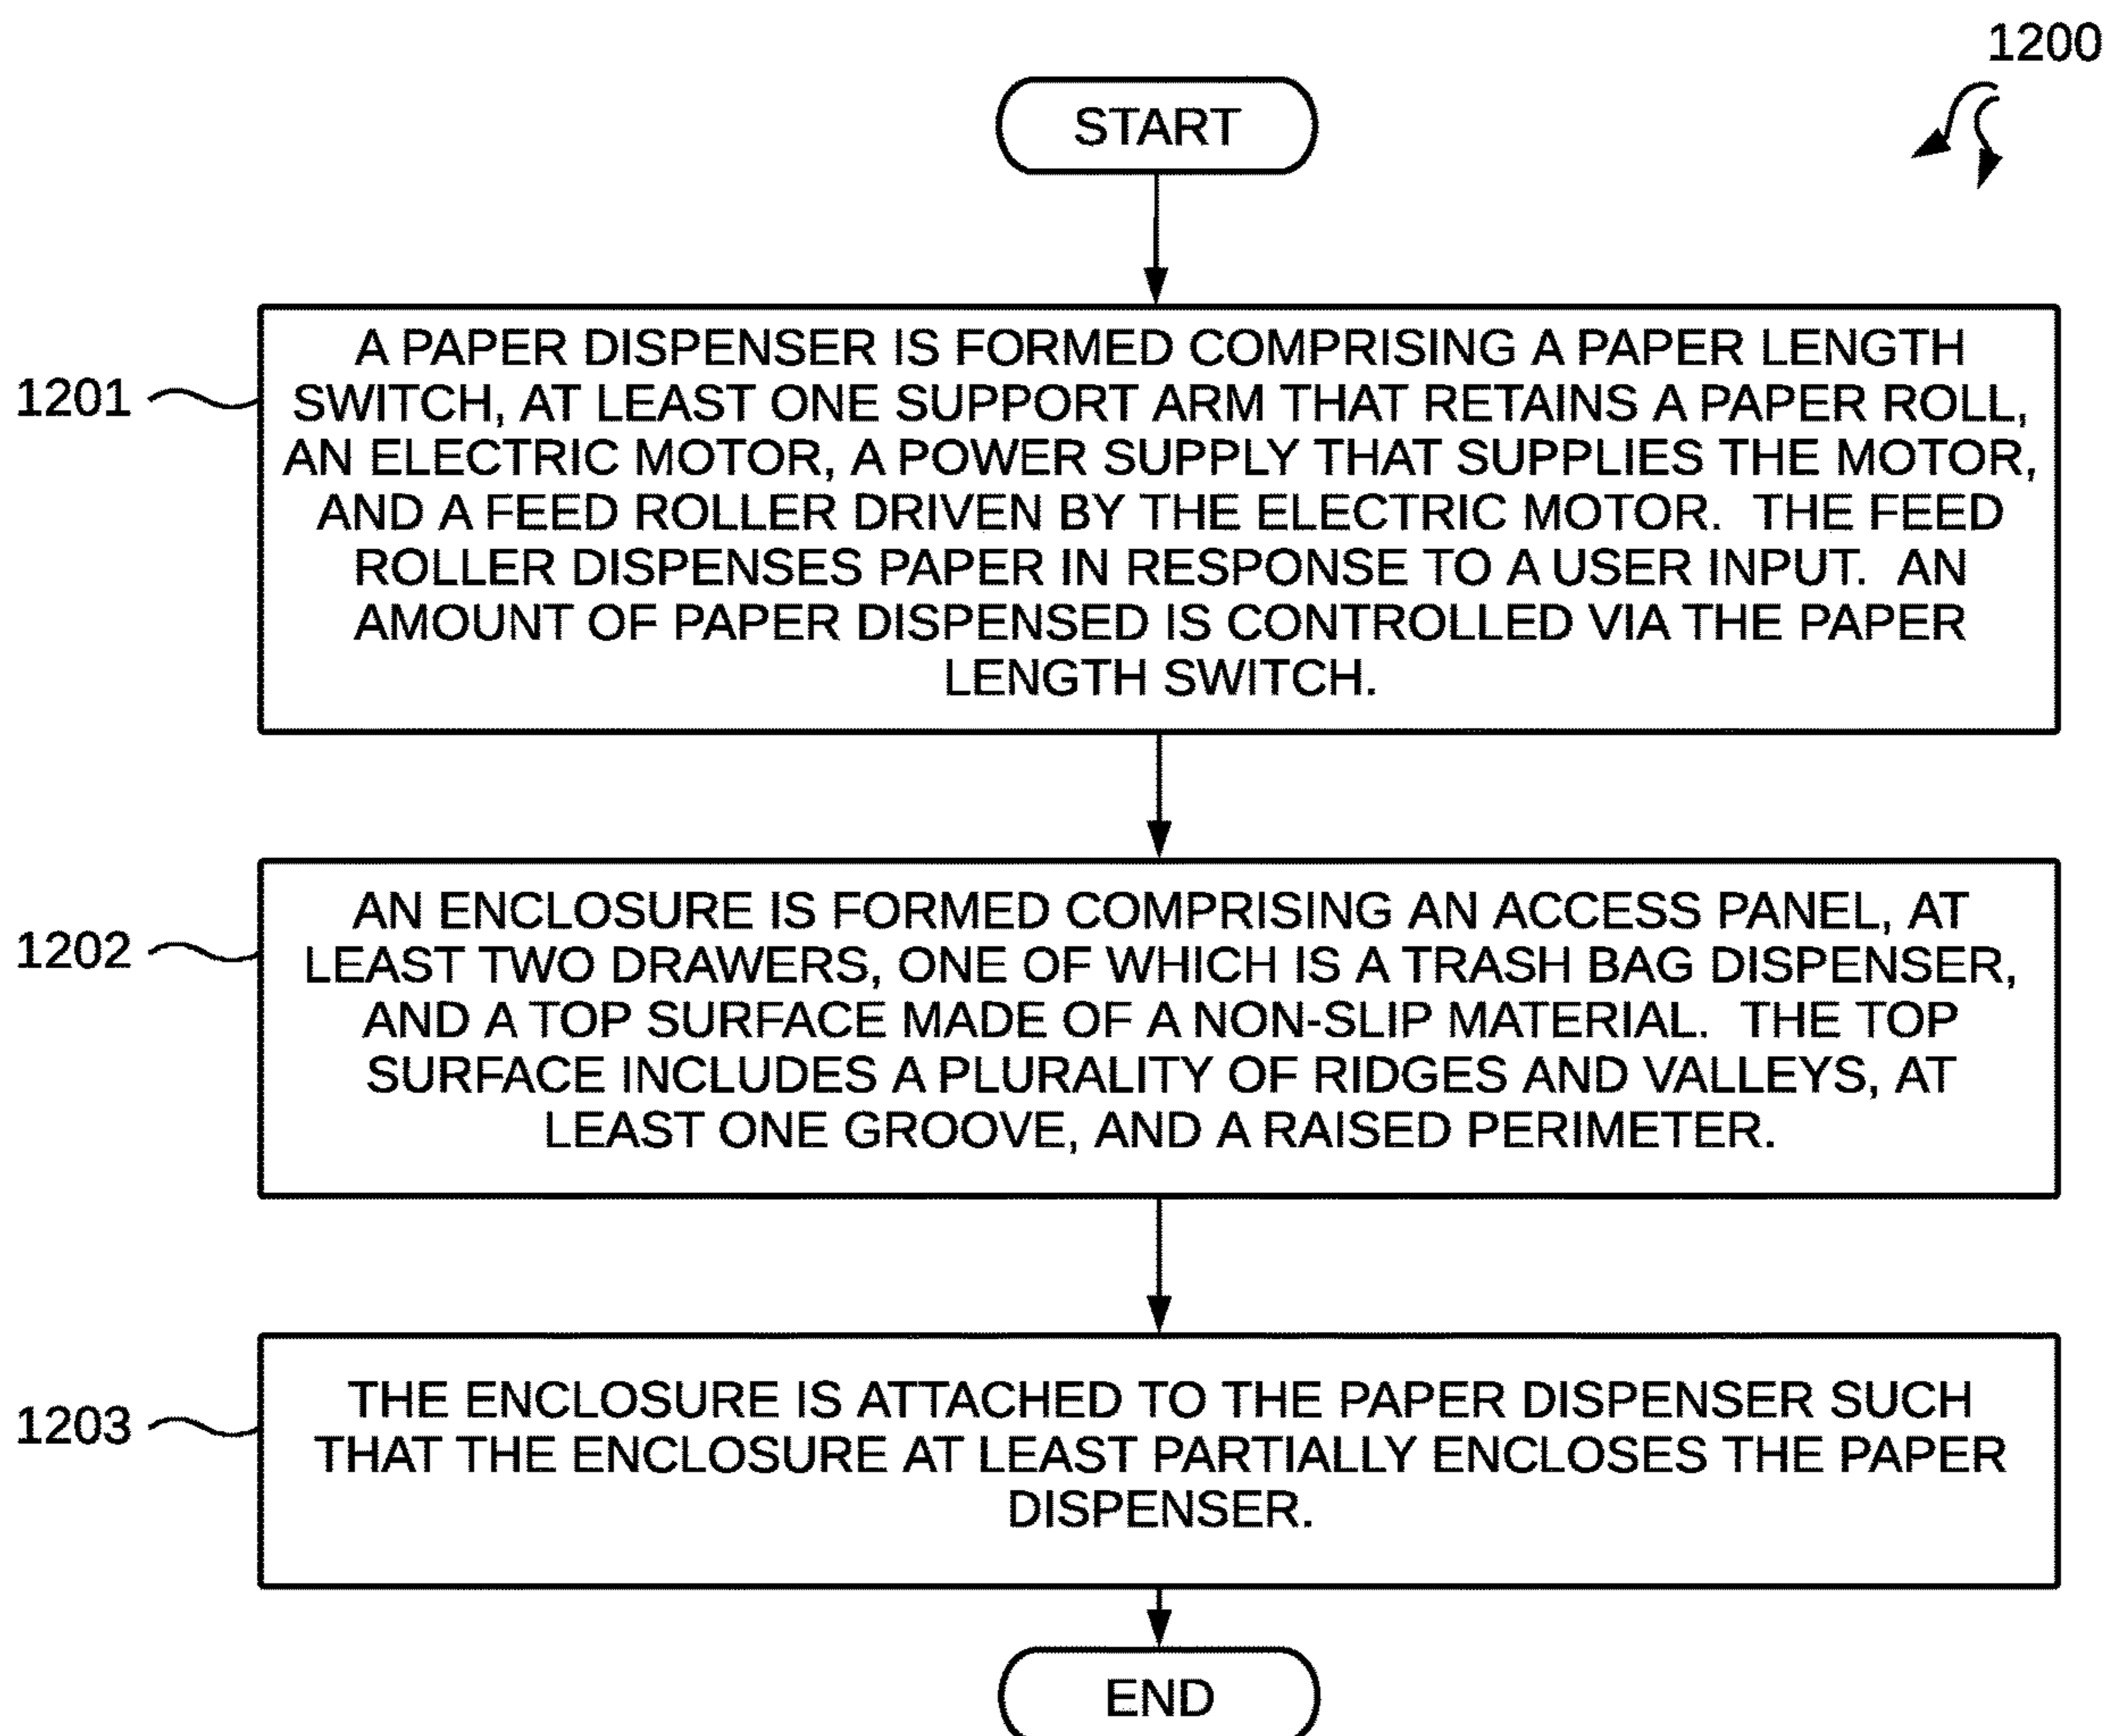 1200
START
1201
A PAPER DISPENSER IS FORMED COMPRISING A PAPER LENGTH
SWITCH, AT LEAST ONE SUPPORT ARM THAT RETAINS A PAPER ROLL,
AN ELECTRIC MOTOR, A POWER SUPPLY THAT SUPPLIES THE MOTOR,
AND A FEED ROLLER DRIVEN BY THE ELECTRIC MOTOR.  THE FEED
ROLLER DISPENSES PAPER IN RESPONSE TO A USER INPUT.  AN
AMOUNT OF PAPER DISPENSED IS CONTROLLED VIA THE PAPER
LENGTH SWITCH.
1202
AN ENCLOSURE IS FORMED COMPRISING AN ACCESS PANEL, AT
LEAST TWO DRAWERS, ONE OF WHICH IS A TRASH BAG DISPENSER,
AND A TOP SURFACE MADE OF A NON-SLIP MATERIAL.  THE TOP
SURFACE INCLUDES A PLURALITY OF RIDGES AND VALLEYS, AT
LEAST ONE GROOVE, AND A RAISED PERIMETER.
1203
THE ENCLOSURE IS ATTACHED TO THE PAPER DISPENSER SUCH
THAT THE ENCLOSURE AT LEAST PARTIALLY ENCLOSES THE PAPER
DISPENSER.
END